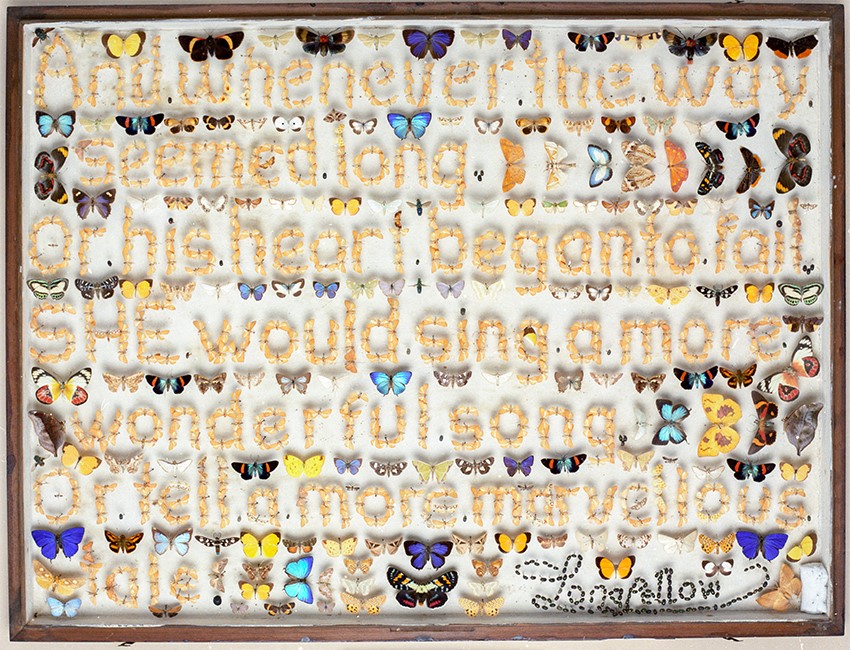 And whenever the way
seemed long.
or his heart. began to fail
SHE would sing a more
wonderful song
Or tell a more marvellous
tale!
Longfellow